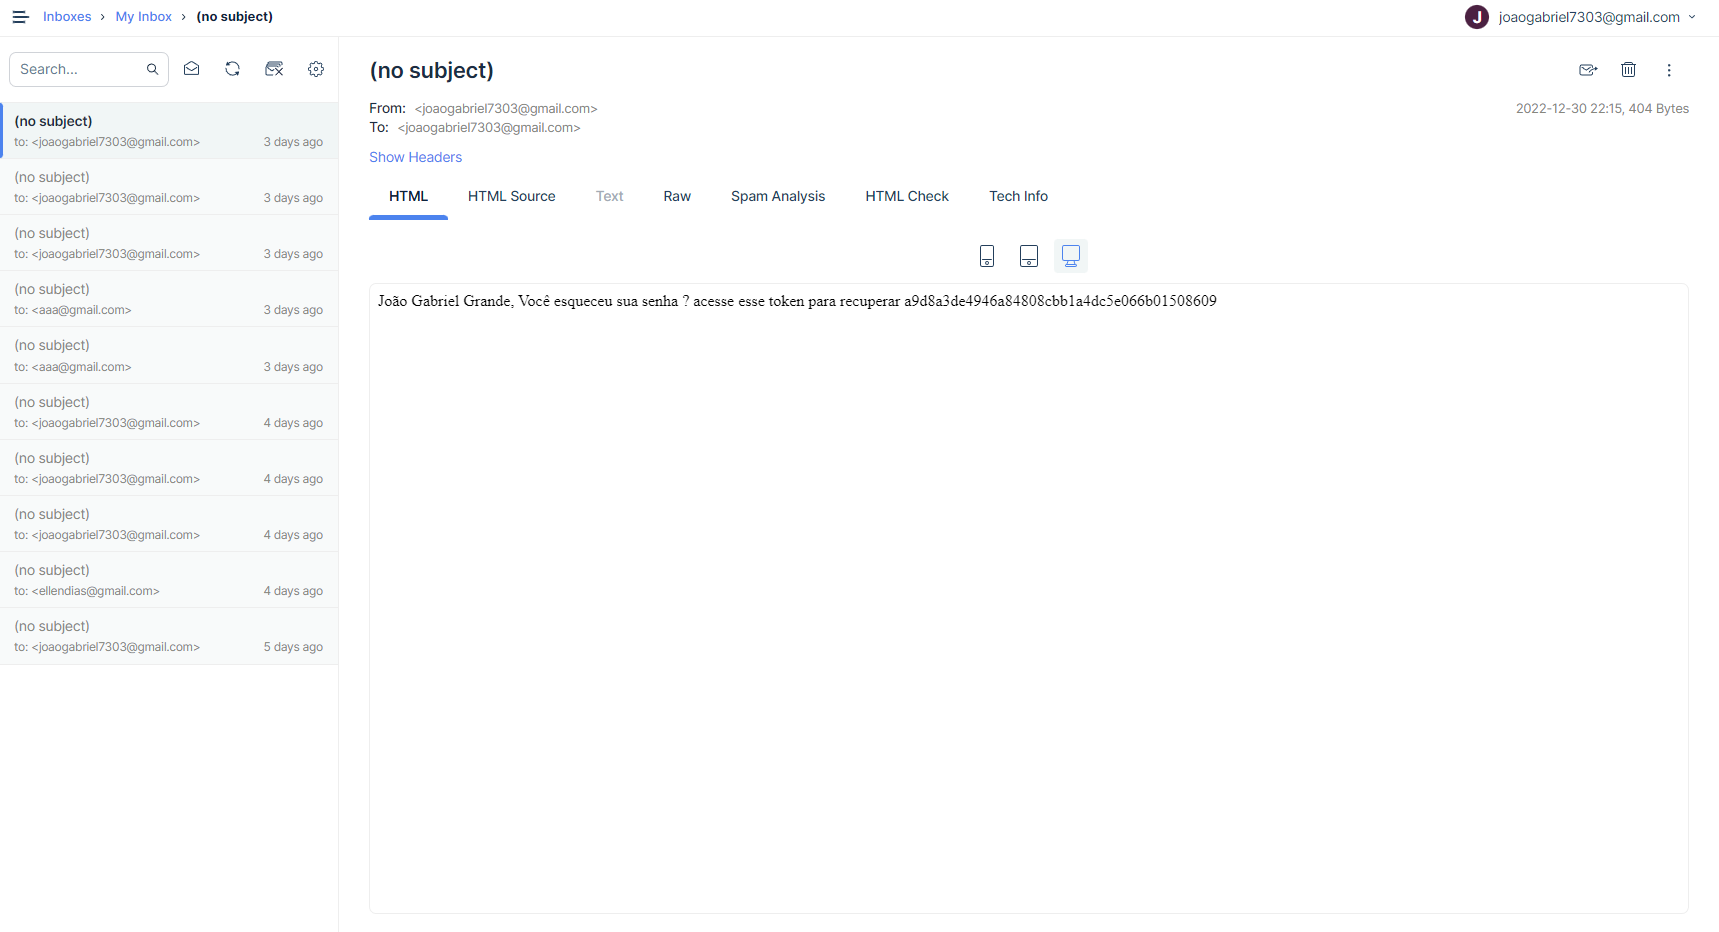 Inboxes › My Inbox › (no subject)
J joaogabriel7303@gmail.com
Search...
(no subject)
to: <joaogabriel7303@gmail.com> 3 days ago
(no subject)
to: <joaogabriel7303@gmail.com> 3 days ago
(no subject)
to: <joaogabriel7303@gmail.com> 3 days ago
(no subject)
to: <aaa@gmail.com> 3 days ago
(no subject)
to: <aaa@gmail.com> 3 days ago
(no subject)
to: <joaogabriel7303@gmail.com> 4 days ago
(no subject)
to: <joaogabriel7303@gmail.com> 4 days ago
(no subject)
to: <joaogabriel7303@gmail.com> 4 days ago
(no subject)
to: <ellendias@gmail.com> 4 days ago
(no subject)
to: <joaogabriel7303@gmail.com> 5 days ago
(no subject)
From: <joaogabriel7303@gmail.com> 2022-12-30 22:15, 404 Bytes
To: <joaogabriel7303@gmail.com>
Show Headers
HTML HTML Source Text Raw Spam Analysis HTML Check Tech Info
João Gabriel Grande, Você esqueceu sua senha ? acesse esse token para recuperar a9d8a3de4946a84808cbb1a4dc5e066b01508609